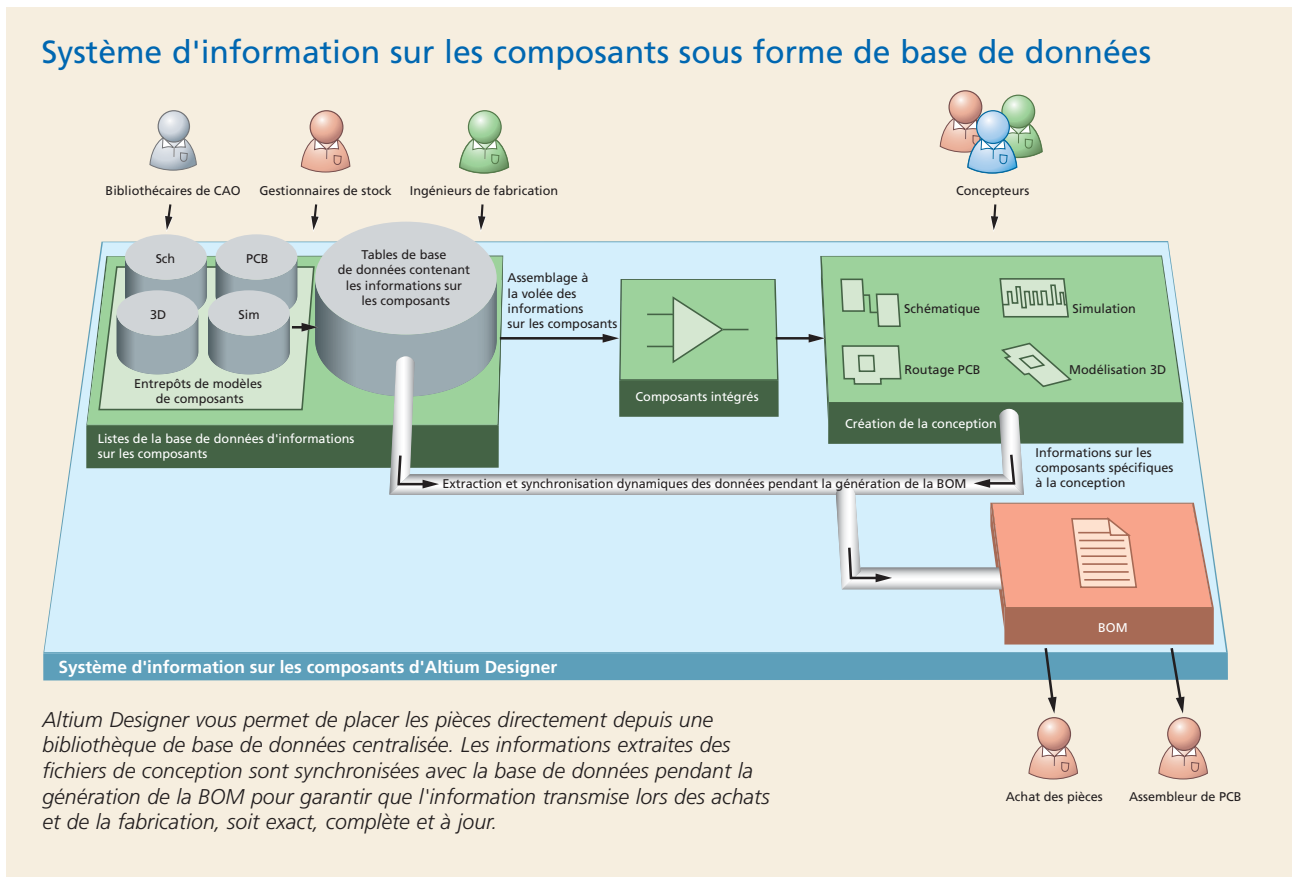 Système d'information sur les composants sous forme de base de données
Bibliothécaires de CAO
Gestionnaires de stock
Ingénieurs de fabrication
Concepteurs
Sch
PCB
3D
Sim
Entrepôts de modèles
de composants
Tables de base
de données contenant
les informations sur
les composants
Listes de la base de données d'informations
sur les composants
Assemblage à
la volée des
informations
sur les composants
Composants intégrés
Schématique
Simulation
Routage PCB
Modélisation 3D
Création de la conception
Informations sur les
composants spécifiques
à la conception
Extraction et synchronisation dynamiques des données pendant la génération de la BOM
BOM
Système d'information sur les composants d'Altium Designer
Altium Designer vous permet de placer les pièces directement depuis une
bibliothèque de base de données centralisée. Les informations extraites des
fichiers de conception sont synchronisées avec la base de données pendant la
génération de la BOM pour garantir que l'information transmise lors des achats
et de la fabrication, soit exact, complète et à jour.
Achat des pièces
Assembleur de PCB